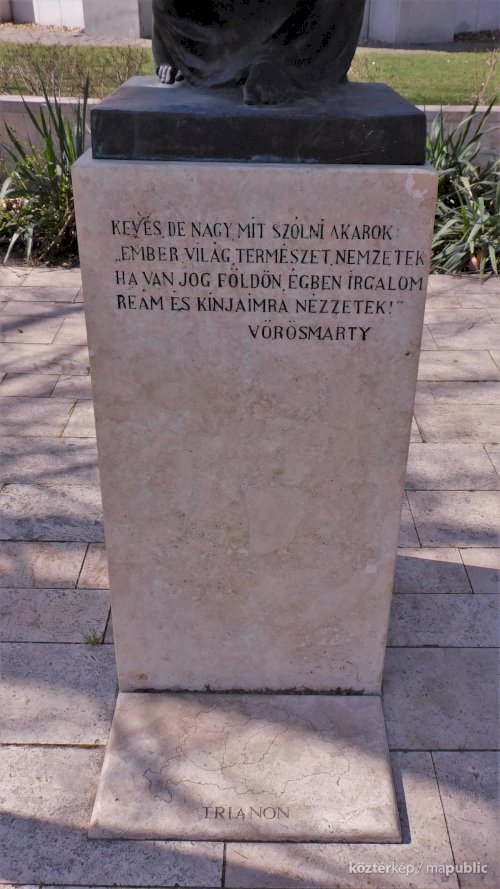 KEVÉS, DE NAGY, MIT SZÓLNI AKAROK:
„EMBER VILÁG, TERMÉSZET, NEMZETEK
HA VAN JOG FÖLDÖN, ÉGBEN IRGALOM
REÁM ÉS KÍNJAIMRA NÉZZETEK!"
VÖRÖSMARTY
TRIANON
köztérkép / mapublic